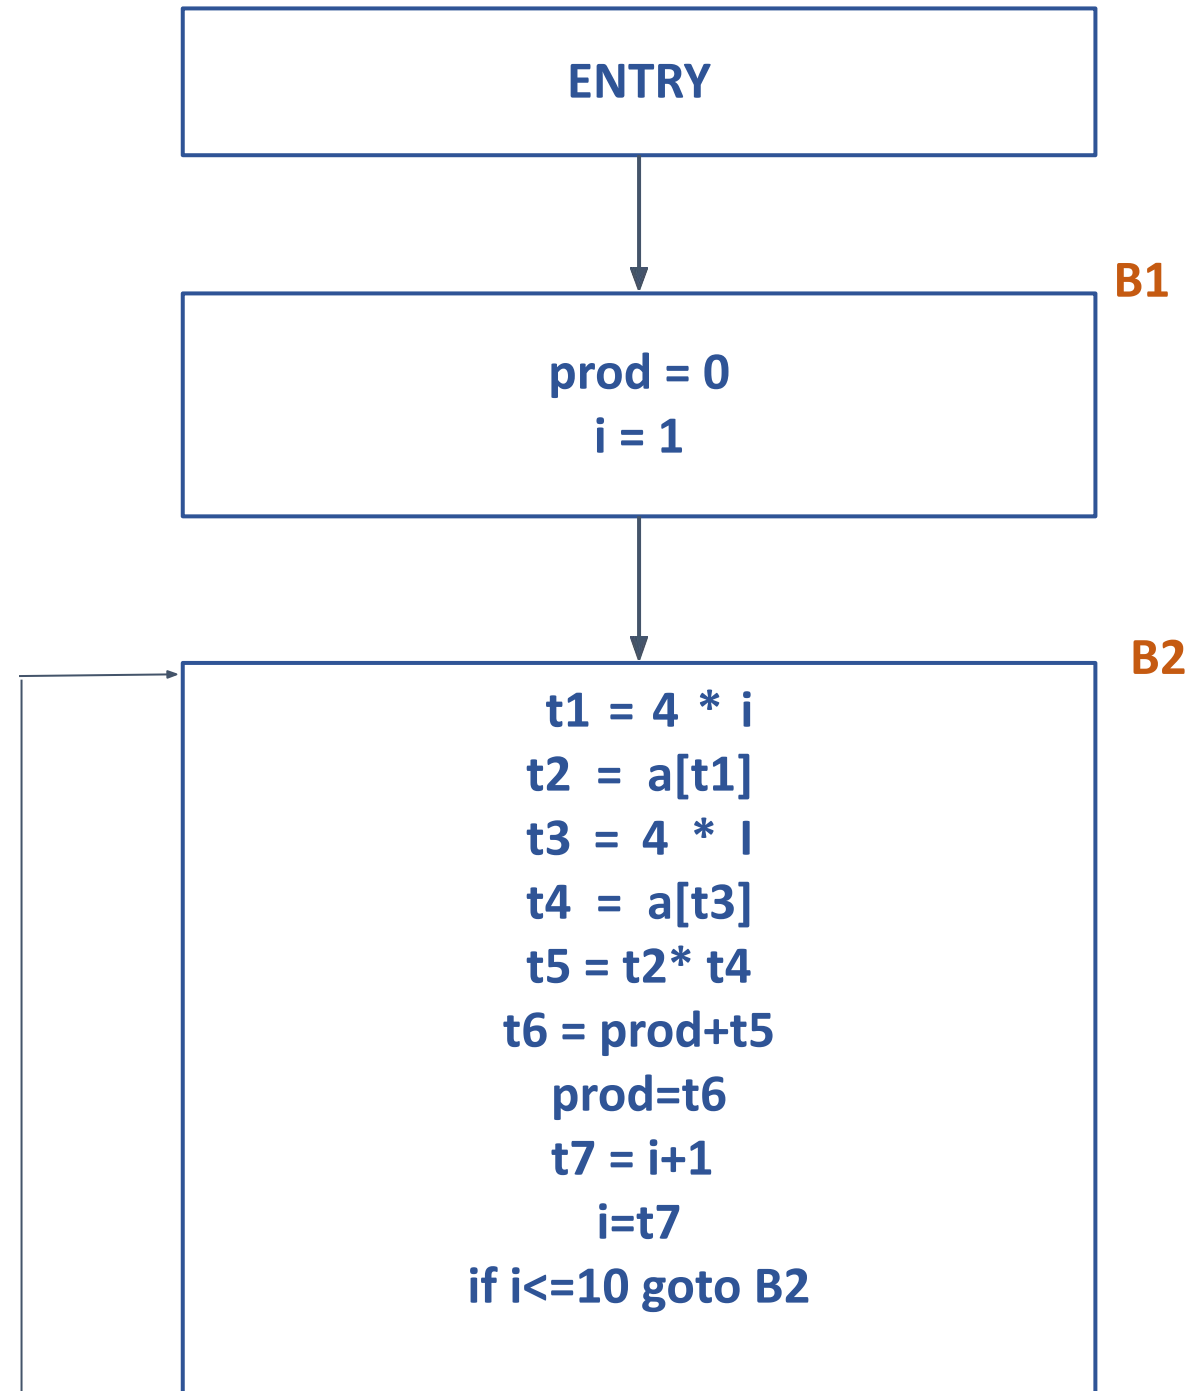 ENTRY
B1
prod = 0
i = 1
B2
t1 = 4 * i
t2 = a[t1]
t3 = 4 * I
t4 = a[t3]
t5 = t2* t4
t6 = prod+t5
prod=t6
t7 = i+1
i=t7
if i<=10 goto B2